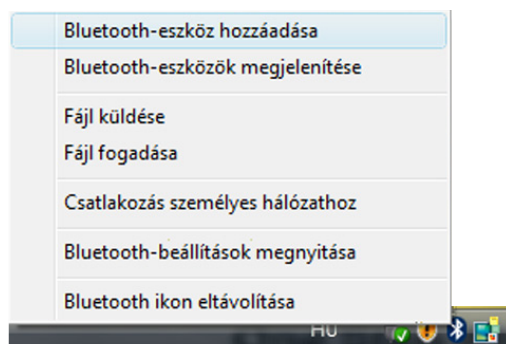 Bluetooth-eszköz hozzáadása
Bluetooth-eszközök megjelenítése
Fájl küldése
Fájl fogadása
Csatlakozás személyes hálózathoz
Bluetooth-beállítások megnyitása
Bluetooth ikon eltávolítása
HU